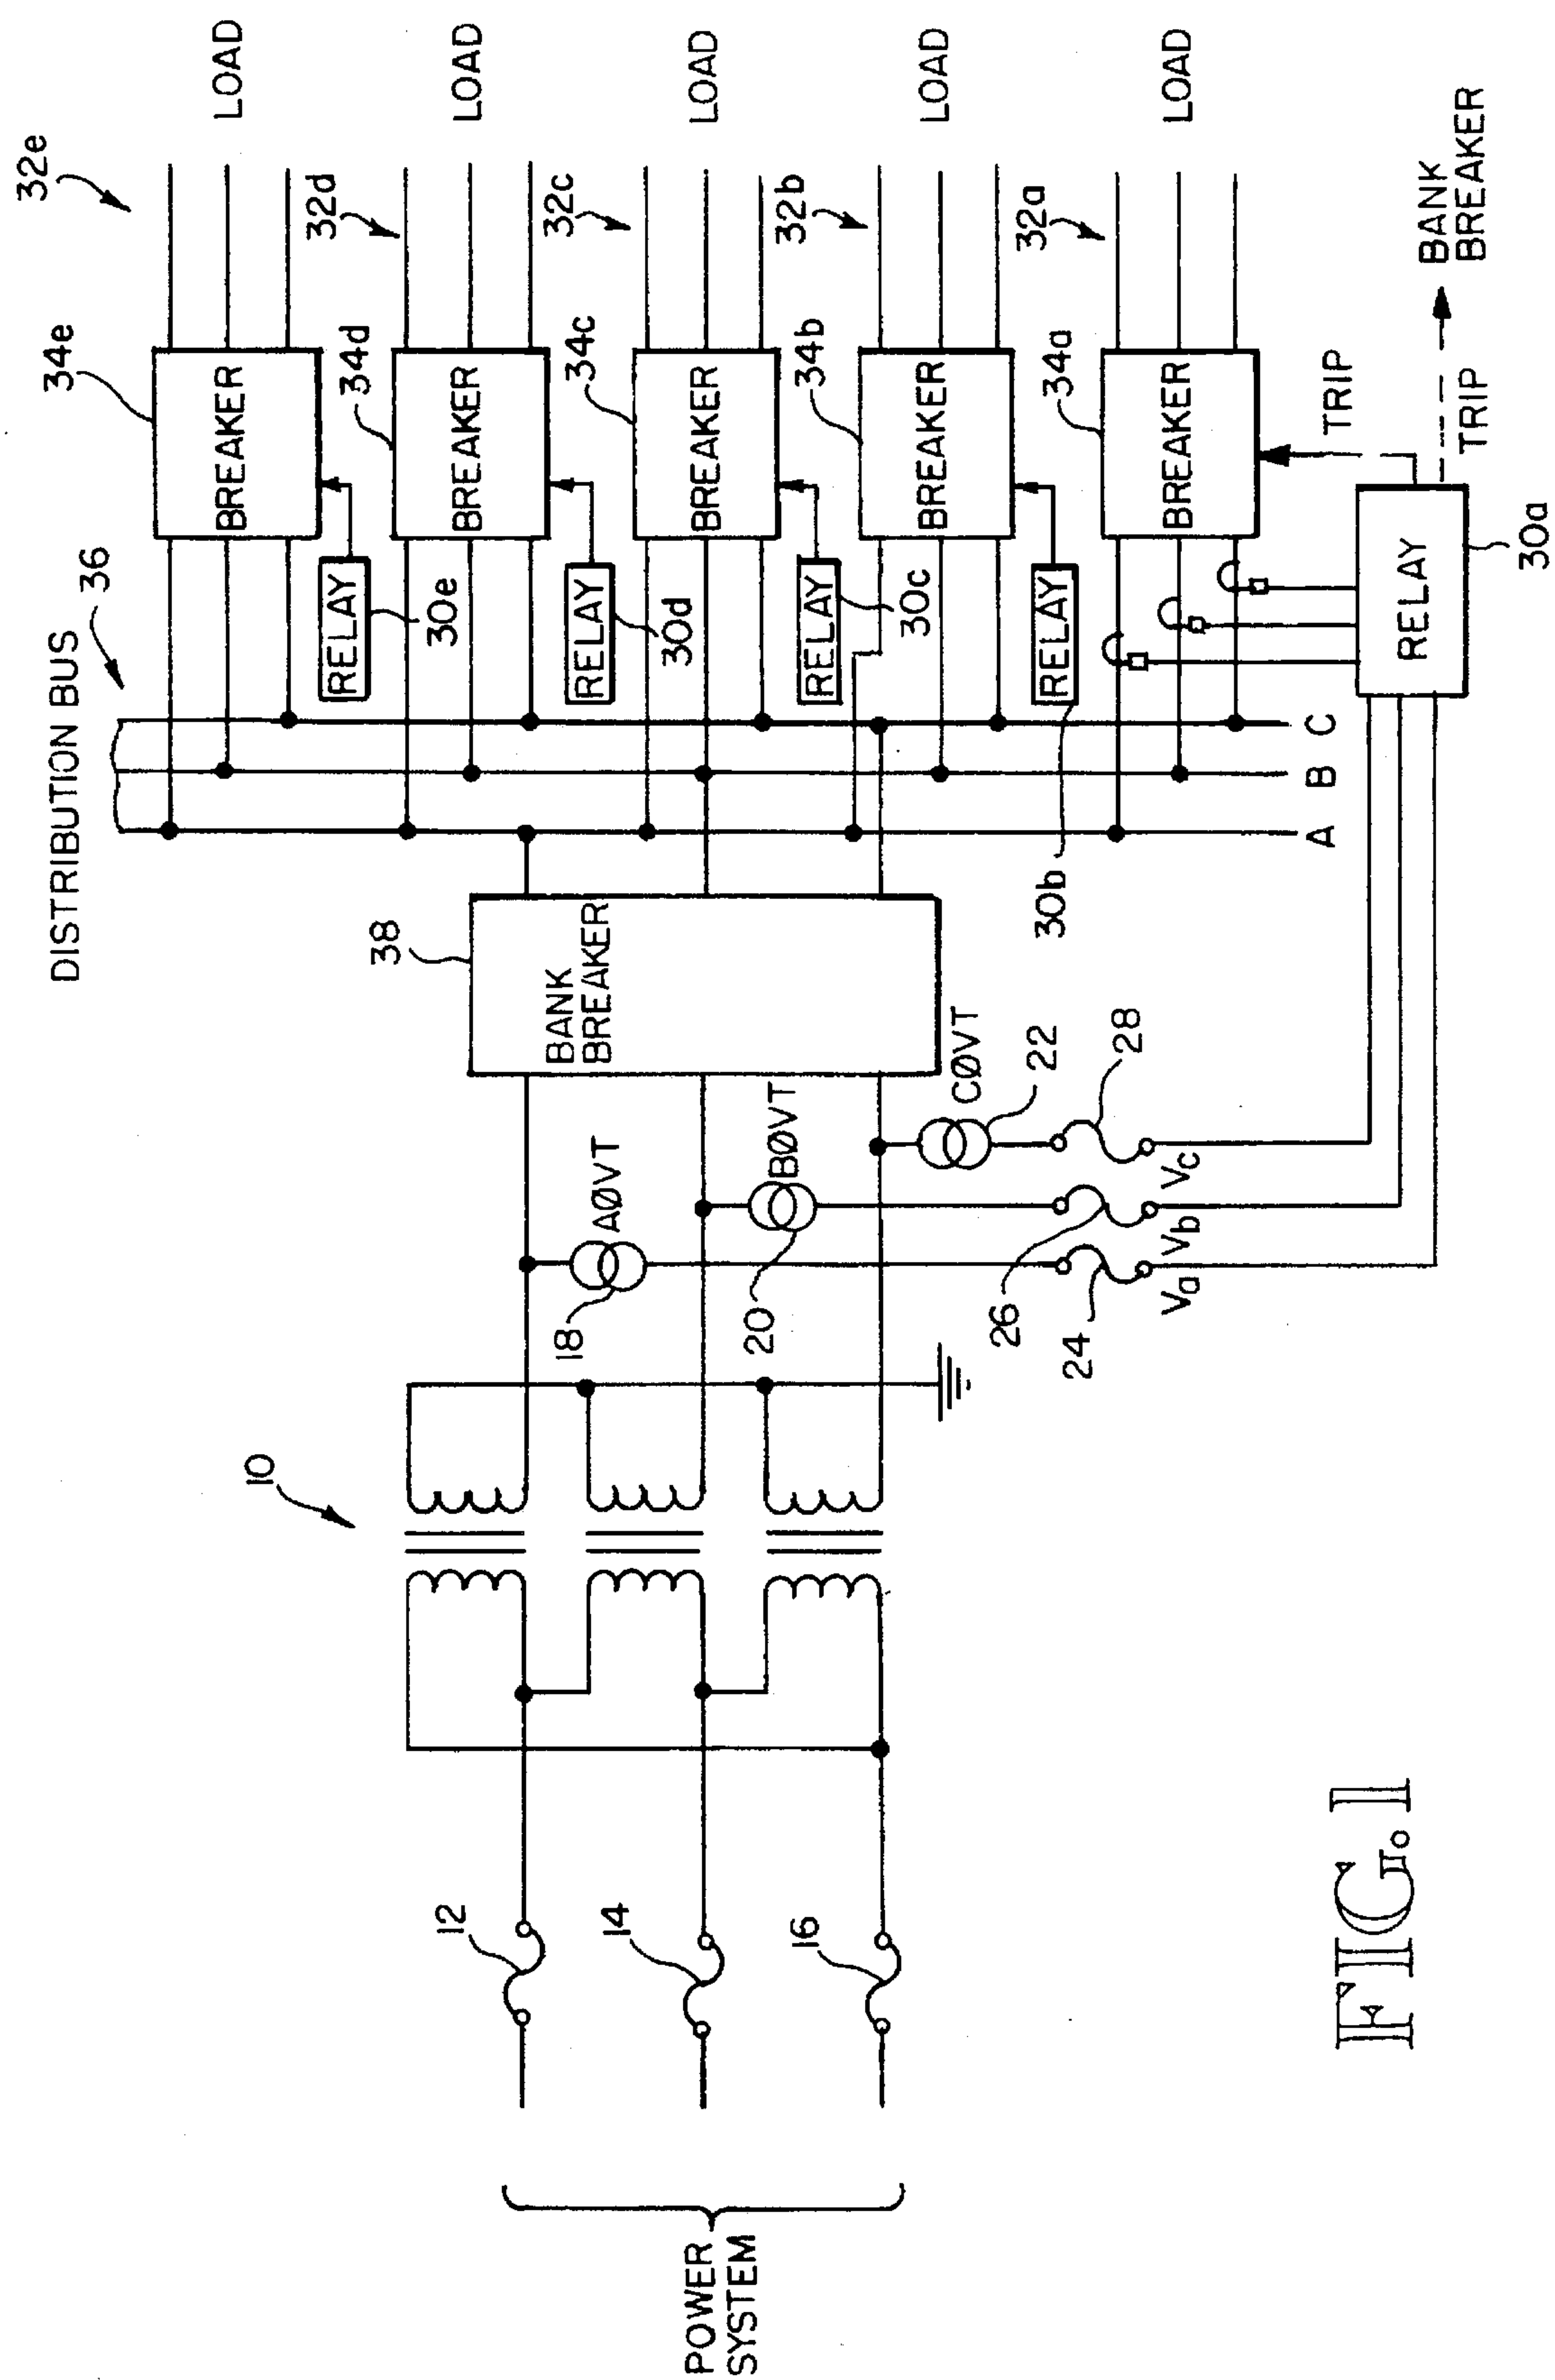 POWER
SYSTEM
12
14
16
10
18
AØVT
20
BØVT
CØVT
22
24
26
28
Va
Vb
Vc
38
BANK
BREAKER
DISTRIBUTION BUS
36
A
B
C
34e
BREAKER
32e
LOAD
RELAY
30e
34d
BREAKER
32d
LOAD
RELAY
30d
34c
BREAKER
32c
LOAD
RELAY
30c
34b
BREAKER
32b
LOAD
RELAY
30b
34a
BREAKER
32a
LOAD
TRIP
RELAY
30a
TRIP
BANK
BREAKER
FIG. 1